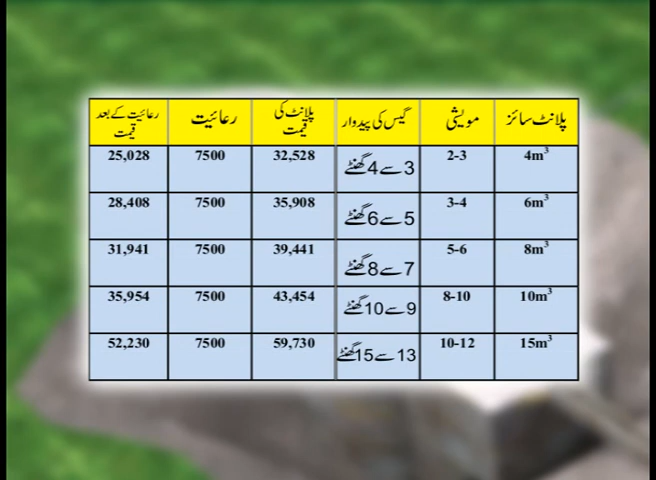 پلانٹ سائز	مویشی	گیس کی پیدوار	پلانٹ کی قیمت	رعائیت	رعائیت کے بعد قیمت
4m³	2-3	3 سے 4 گھنٹے	32,528	7500	25,028
6m³	3-4	5 سے 6 گھنٹے	35,908	7500	28,408
8m³	5-6	7 سے 8 گھنٹے	39,441	7500	31,941
10m³	8-10	9 سے 10 گھنٹے	43,454	7500	35,954
15m³	10-12	13 سے 15 گھنٹے	59,730	7500	52,230